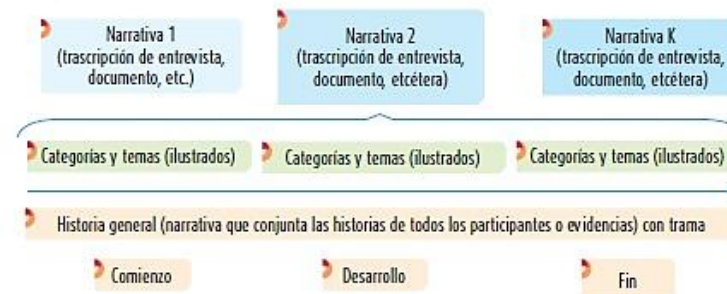 Narrativa 1
(trascripción de entrevista,
documento, etc.)
Narrativa 2
(trascripción de entrevista,
documento, etcétera)
Narrativa K
(trascripción de entrevista,
documento, etcétera)
Categorías y temas (ilustrados)
Categorías y temas (ilustrados)
Categorías y temas (ilustrados)
Historia general (narrativa que conjunta las historias de todos los participantes o evidencias) con trama
Comienzo
Desarrollo
Fin